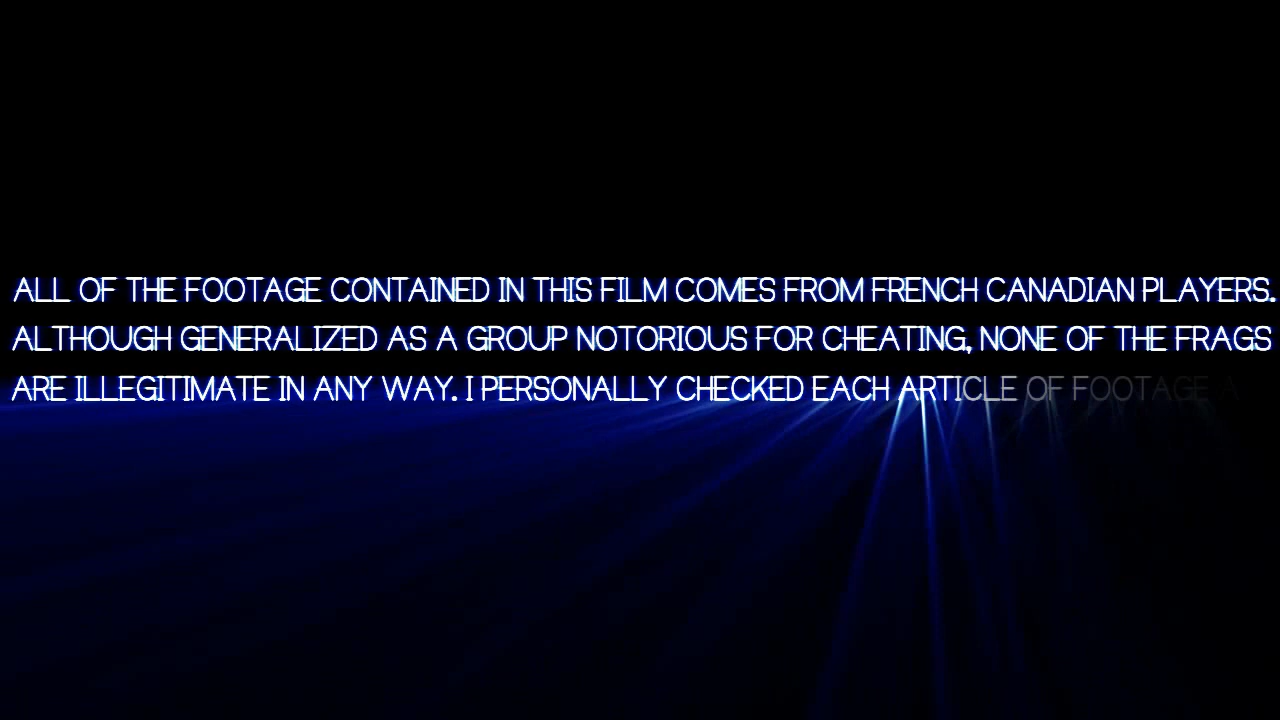 ALL OF THE FOOTAGE CONTAINED IN THIS FILM COMES FROM FRENCH CANADIAN PLAYERS.
ALTHOUGH GENERALIZED AS A GROUP NOTORIOUS FOR CHEATING, NONE OF THE FRAGS
ARE ILLEGITIMATE IN ANY WAY. I PERSONALLY CHECKED EACH ARTICLE OF FOOTAGE A